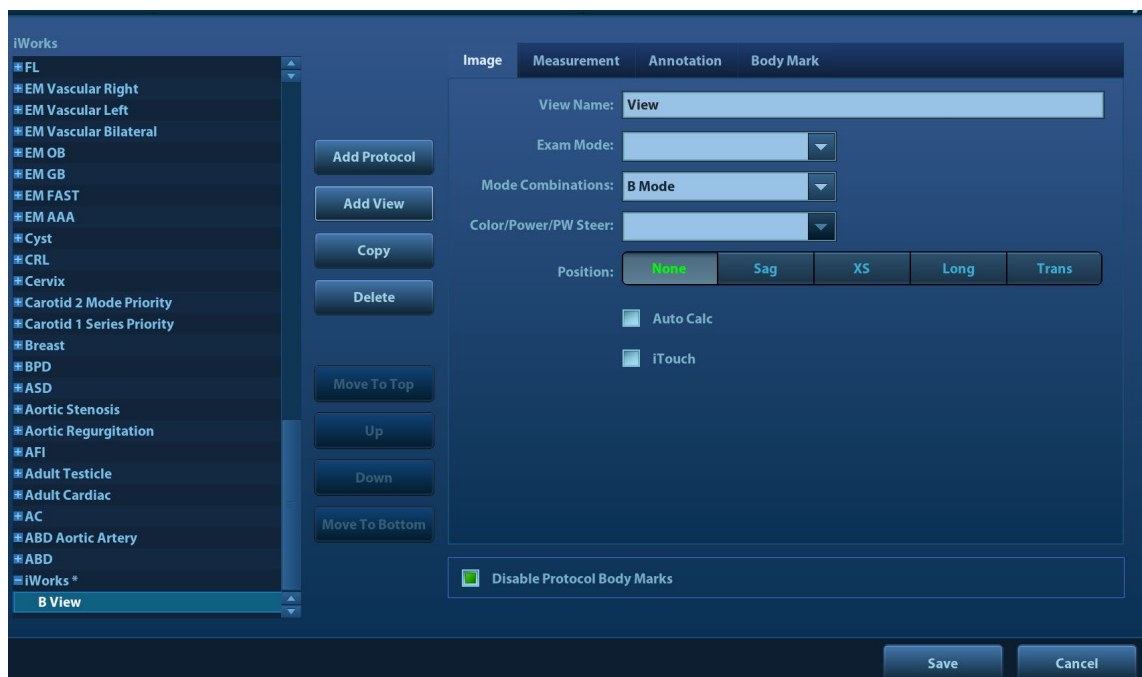 iWorks
FL
EM Vascular Right
EM Vascular Left
EM Vascular Bilateral
EM OB
EM GB
EM FAST
EM AAA
Cyst
CRL
Cervix
Carotid 2 Mode Priority
Carotid 1 Series Priority
Breast
BPD
ASD
Aortic Stenosis
Aortic Regurgitation
AFI
Adult Testicle
Adult Cardiac
AC
ABD Aortic Artery
ABD
iWorks *
B View
Add Protocol
Add View
Copy
Delete
Move To Top
Up
Down
Move To Bottom
Image Measurement Annotation Body Mark
View Name: View
Exam Mode:
Mode Combinations: B Mode
Color/Power/PW Steer:
Position: None Sag XS Long Trans
Auto Calc
iTouch
Disable Protocol Body Marks
Save Cancel